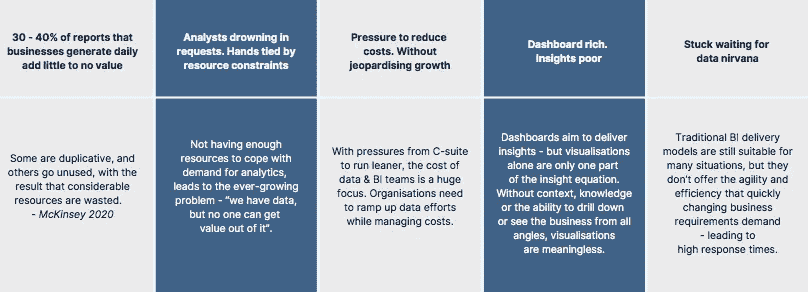 30 - 40% of reports that
businesses generate daily
add little to no value
Analysts drowning in
requests. Hands tied by
resource constraints
Pressure to reduce
costs. Without
jeopardising growth
Dashboard rich.
Insights poor
Stuck waiting for
data nirvana
Some are duplicative, and
others go unused, with the
result that considerable
resources are wasted.
- McKinsey 2020
Not having enough
resources to cope with
demand for analytics,
leads to the ever-growing
problem - “we have data,
but no one can get
value out of it”.
With pressures from C-suite
to run leaner, the cost of
data & BI teams is a huge
focus. Organisations need
to ramp up data efforts
while managing costs.
Dashboards aim to deliver
insights - but visualisations
alone are only one part
of the insight equation.
Without context, knowledge
or the ability to drill down
or see the business from all
angles, visualisations
are meaningless.
Traditional BI delivery
models are still suitable for
many situations, but they
don't offer the agility and
efficiency that quickly
changing business
requirements demand
- leading to
high response times.